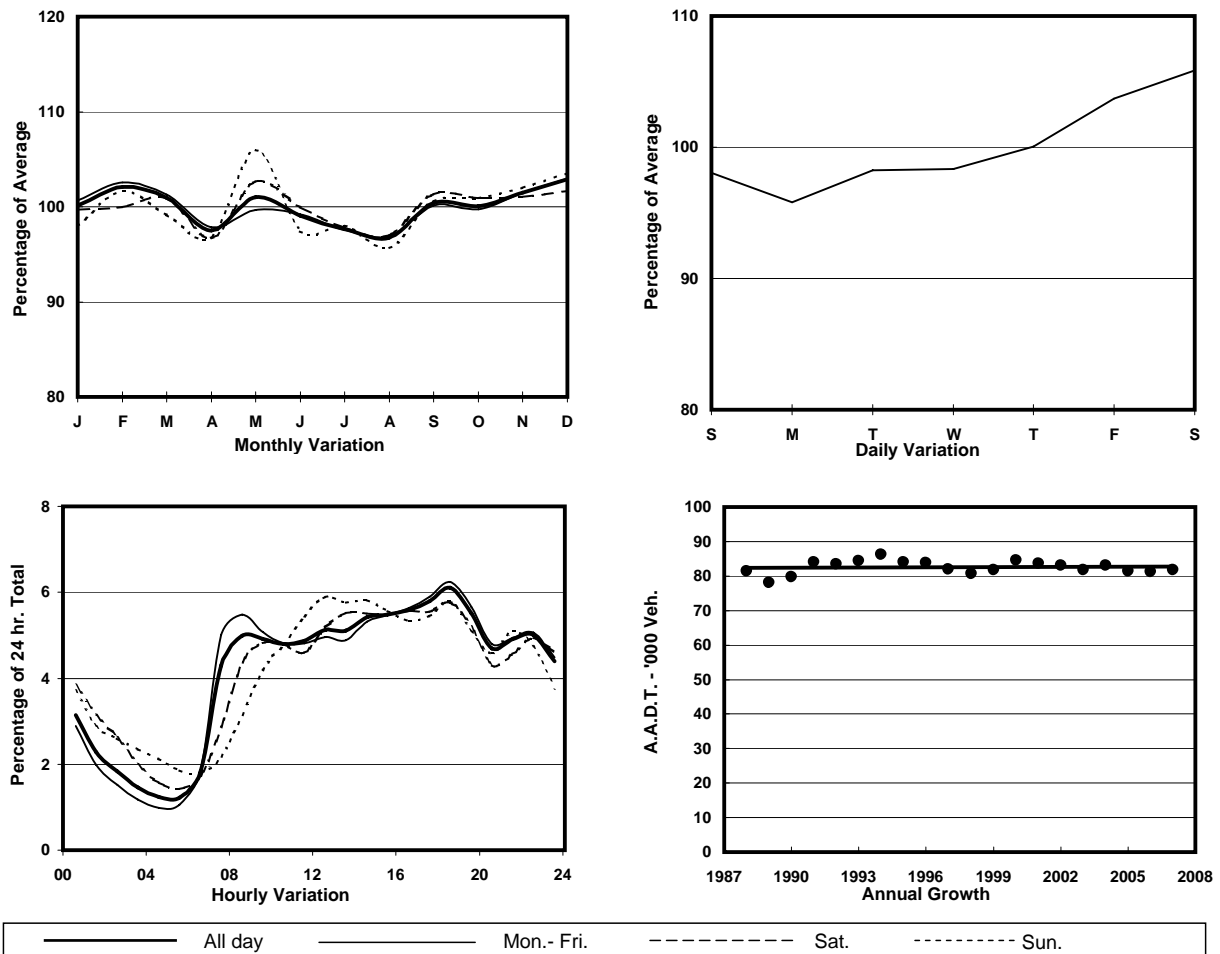 120
110
100
90
80
Percentage of Average
J F M A M J J A S O N D
Monthly Variation
110
100
90
80
Percentage of Average
S M T W T F S
Daily Variation
8
6
4
2
0
Percentage of 24 hr. Total
00 04 08 12 16 20 24
Hourly Variation
100
90
80
70
60
50
40
30
20
10
0
A.A.D.T. - '000 Veh.
1987 1990 1993 1996 1999 2002 2005 2008
Annual Growth
All day Mon.- Fri. Sat. Sun.